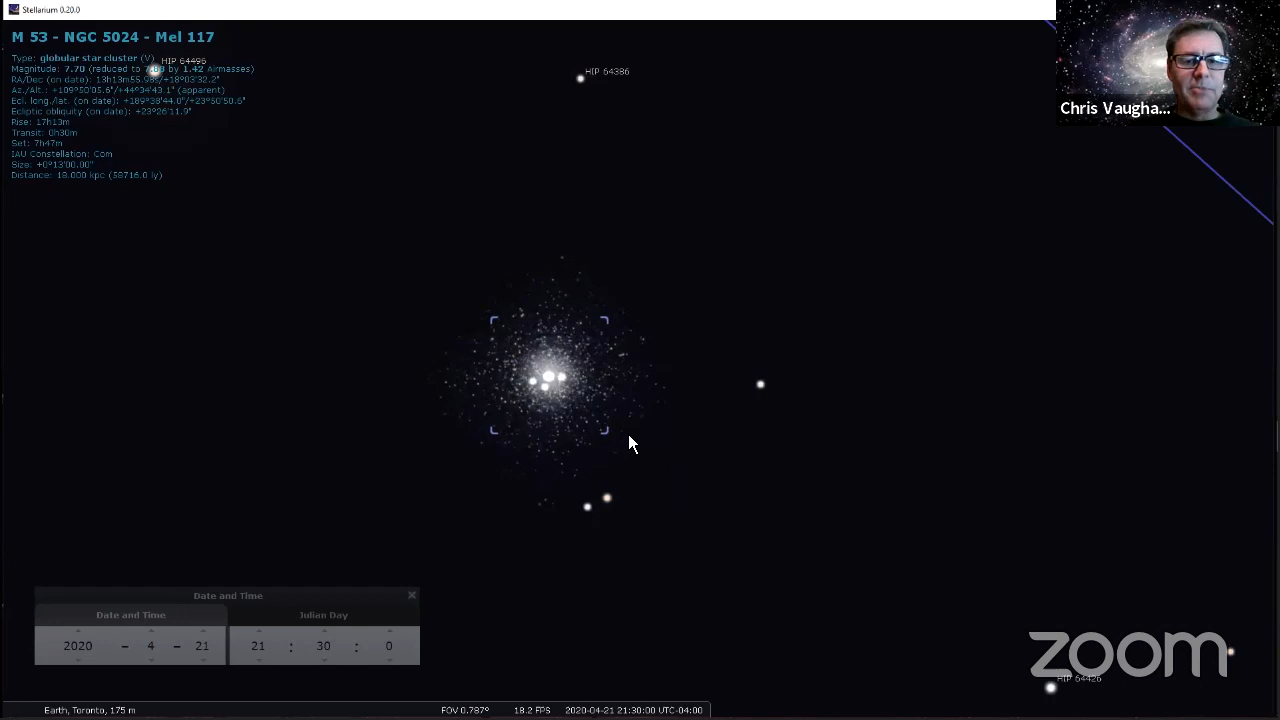 Stellarium 0.20.0
M 53 - NGC 5024 - Mel 117
Type: globular star cluster (V)
HIP 64496
Magnitude: 7.70 (reduced to by 1.42 Airmasses)
RA/Dec (on date): 13h13m55.98s/+18°03'32.2"
Az./Alt.: +109°50'05.6"/+44°34'43.1" (apparent)
Ecl. long./lat. (on date): +189°38'44.0"/+23°50'50.6"
Ecliptic obliquity (on date): +23°26'11.9"
Rise: 17h13m
Transit: 0h30m
Set: 7h47m
IAU Constellation: Com
Size: +0°13'00.00"
Distance: 18.000 kpc (58716.0 ly)
HIP 64386
Chris Vaugha...
Date and Time
Date and Time
Julian Day
2020 - 4 - 21
21 : 30 : 0
zoom
HIP 64426
Earth, Toronto, 175 m
FOV 0.787°
18.2 FPS
2020-04-21 21:30:00 UTC-04:00